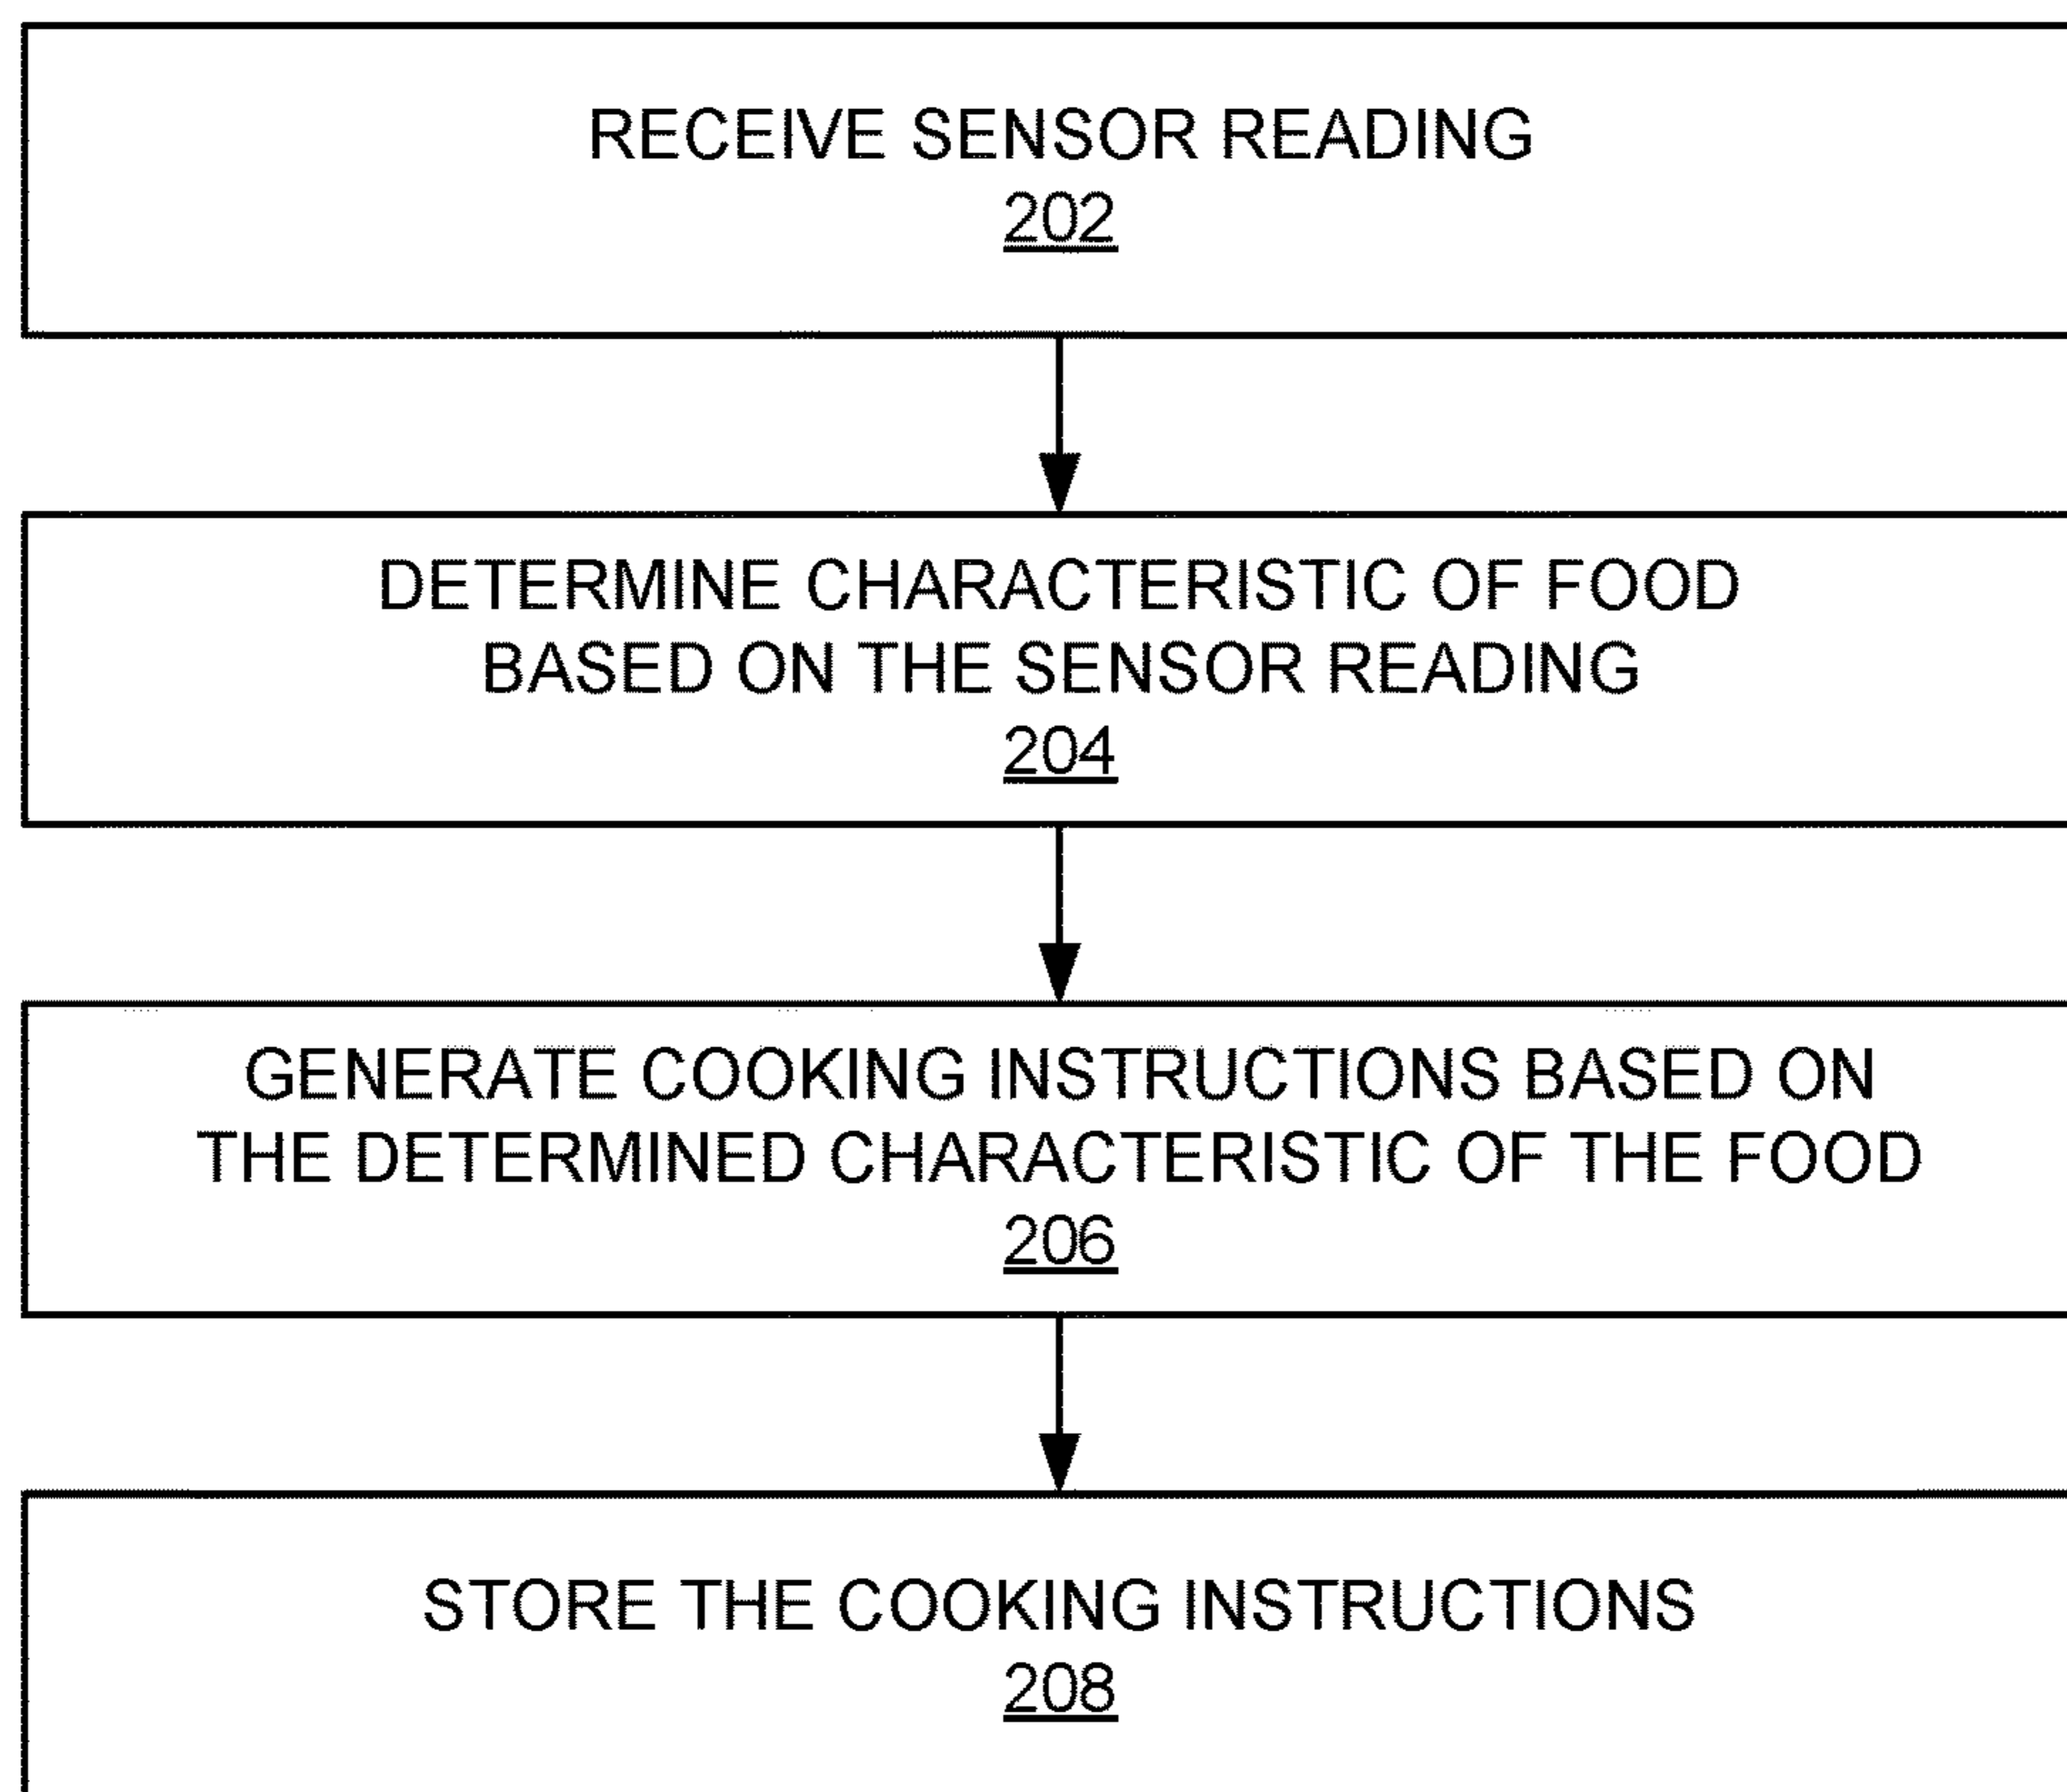 RECEIVE SENSOR READING
202
DETERMINE CHARACTERISTIC OF FOOD
BASED ON THE SENSOR READING
204
GENERATE COOKING INSTRUCTIONS BASED ON
THE DETERMINED CHARACTERISTIC OF THE FOOD
206
STORE THE COOKING INSTRUCTIONS
208